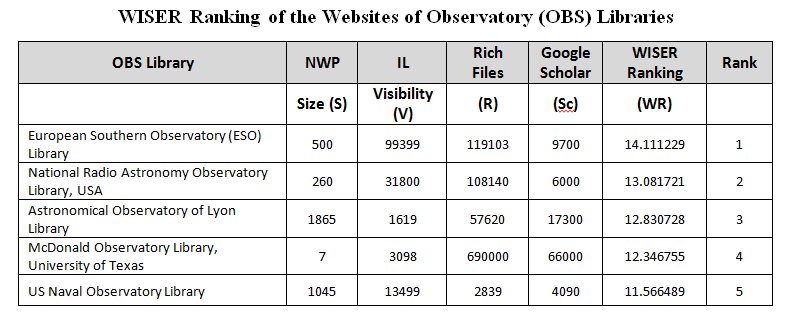 WISER Ranking of the Websites of Observatory (OBS) Libraries
OBS Library NWP IL Rich Files Google Scholar WISER Ranking Rank
Size (S) Visibility (V) (R) (Sc) (WR)
European Southern Observatory (ESO) Library 500 99399 119103 9700 14.111229 1
National Radio Astronomy Observatory Library, USA 260 31800 108140 6000 13.081721 2
Astronomical Observatory of Lyon Library 1865 1619 57620 17300 12.830728 3
McDonald Observatory Library, University of Texas 7 3098 690000 66000 12.346755 4
US Naval Observatory Library 1045 13499 2839 4090 11.566489 5